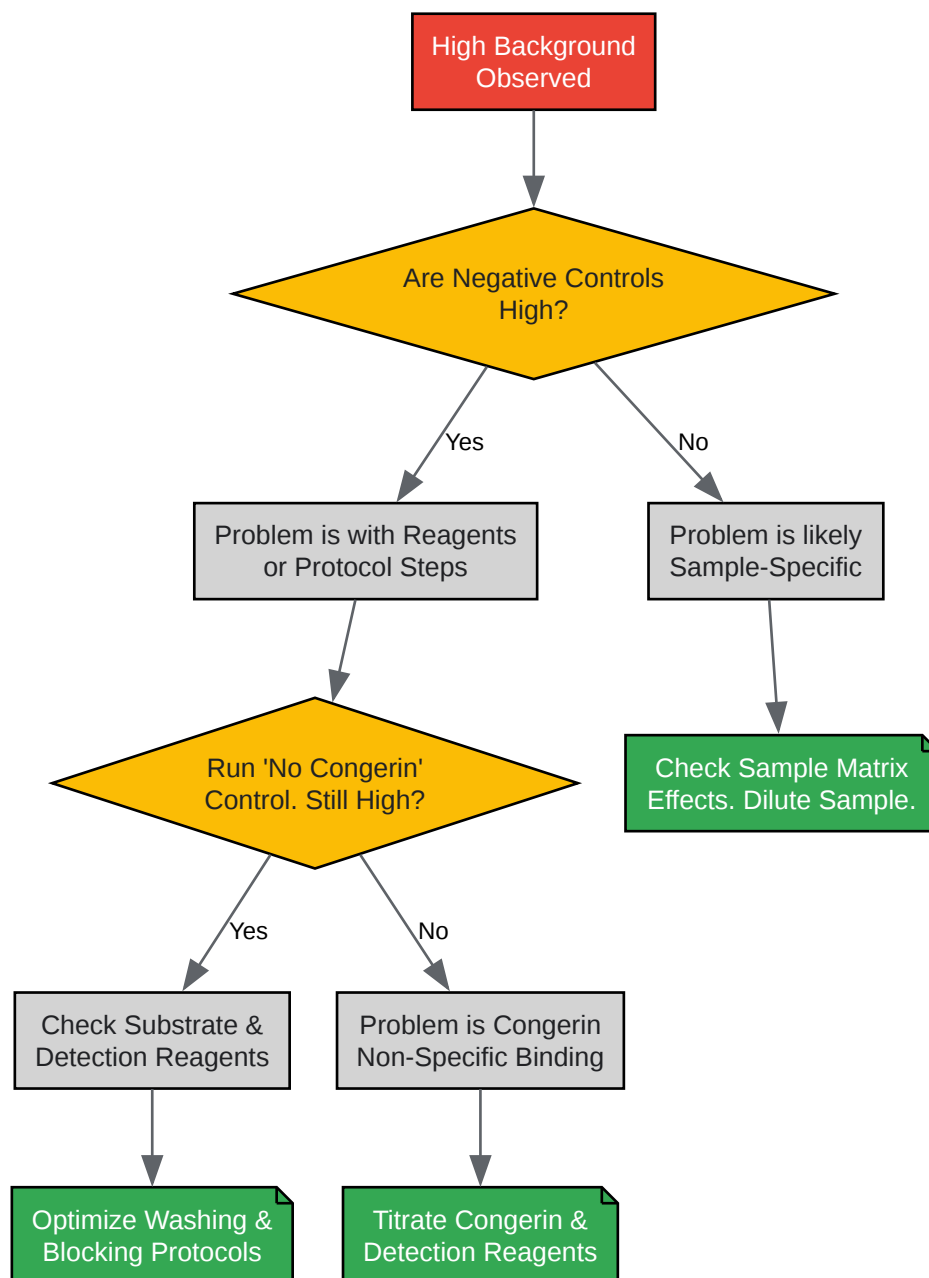 High Background
Observed
Are Negative Controls
High?
Yes
No
Problem is with Reagents
or Protocol Steps
Problem is likely
Sample-Specific
Run 'No Congerin'
Control. Still High?
Check Sample Matrix
Effects. Dilute Sample.
Yes
No
Check Substrate &
Detection Reagents
Problem is Congerin
Non-Specific Binding
Optimize Washing &
Blocking Protocols
Titrate Congerin &
Detection Reagents